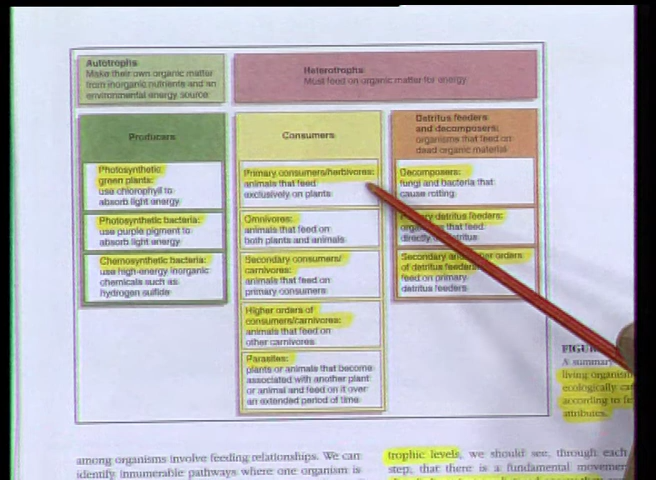 Autotrophs
Make their own organic matter
from inorganic nutrients and an
environmental energy source
Heterotrophs
Must feed on organic matter for energy
Producers
Photosynthetic
green plants:
use chlorophyll to
absorb light energy
Photosynthetic bacteria:
use purple pigment to
absorb light energy
Chemosynthetic bacteria:
use high-energy inorganic
chemicals such as
hydrogen sulfide
Consumers
Primary consumers/herbivores:
animals that feed
exclusively on plants
Omnivores:
animals that feed on
both plants and animals
Secondary consumers/
carnivores:
animals that feed on
primary consumers
Higher orders of
consumers/carnivores:
animals that feed on
other carnivores
Parasites:
plants or animals that become
associated with another plant
or animal and feed on it over
an extended period of time
Detritus feeders
and decomposers:
organisms that feed on
dead organic material
Decomposers:
fungi and bacteria that
cause rotting
detritus feeders:
that feed
directly
Secondary orders
of detritus feeders:
feed on primary
detritus feeders
A summary
living
ecologically
according to
attributes.
among organisms involve feeding relationships. We can
identify innumerable pathways where one organism is
trophic levels, we should see, through each
step, that there is a fundamental